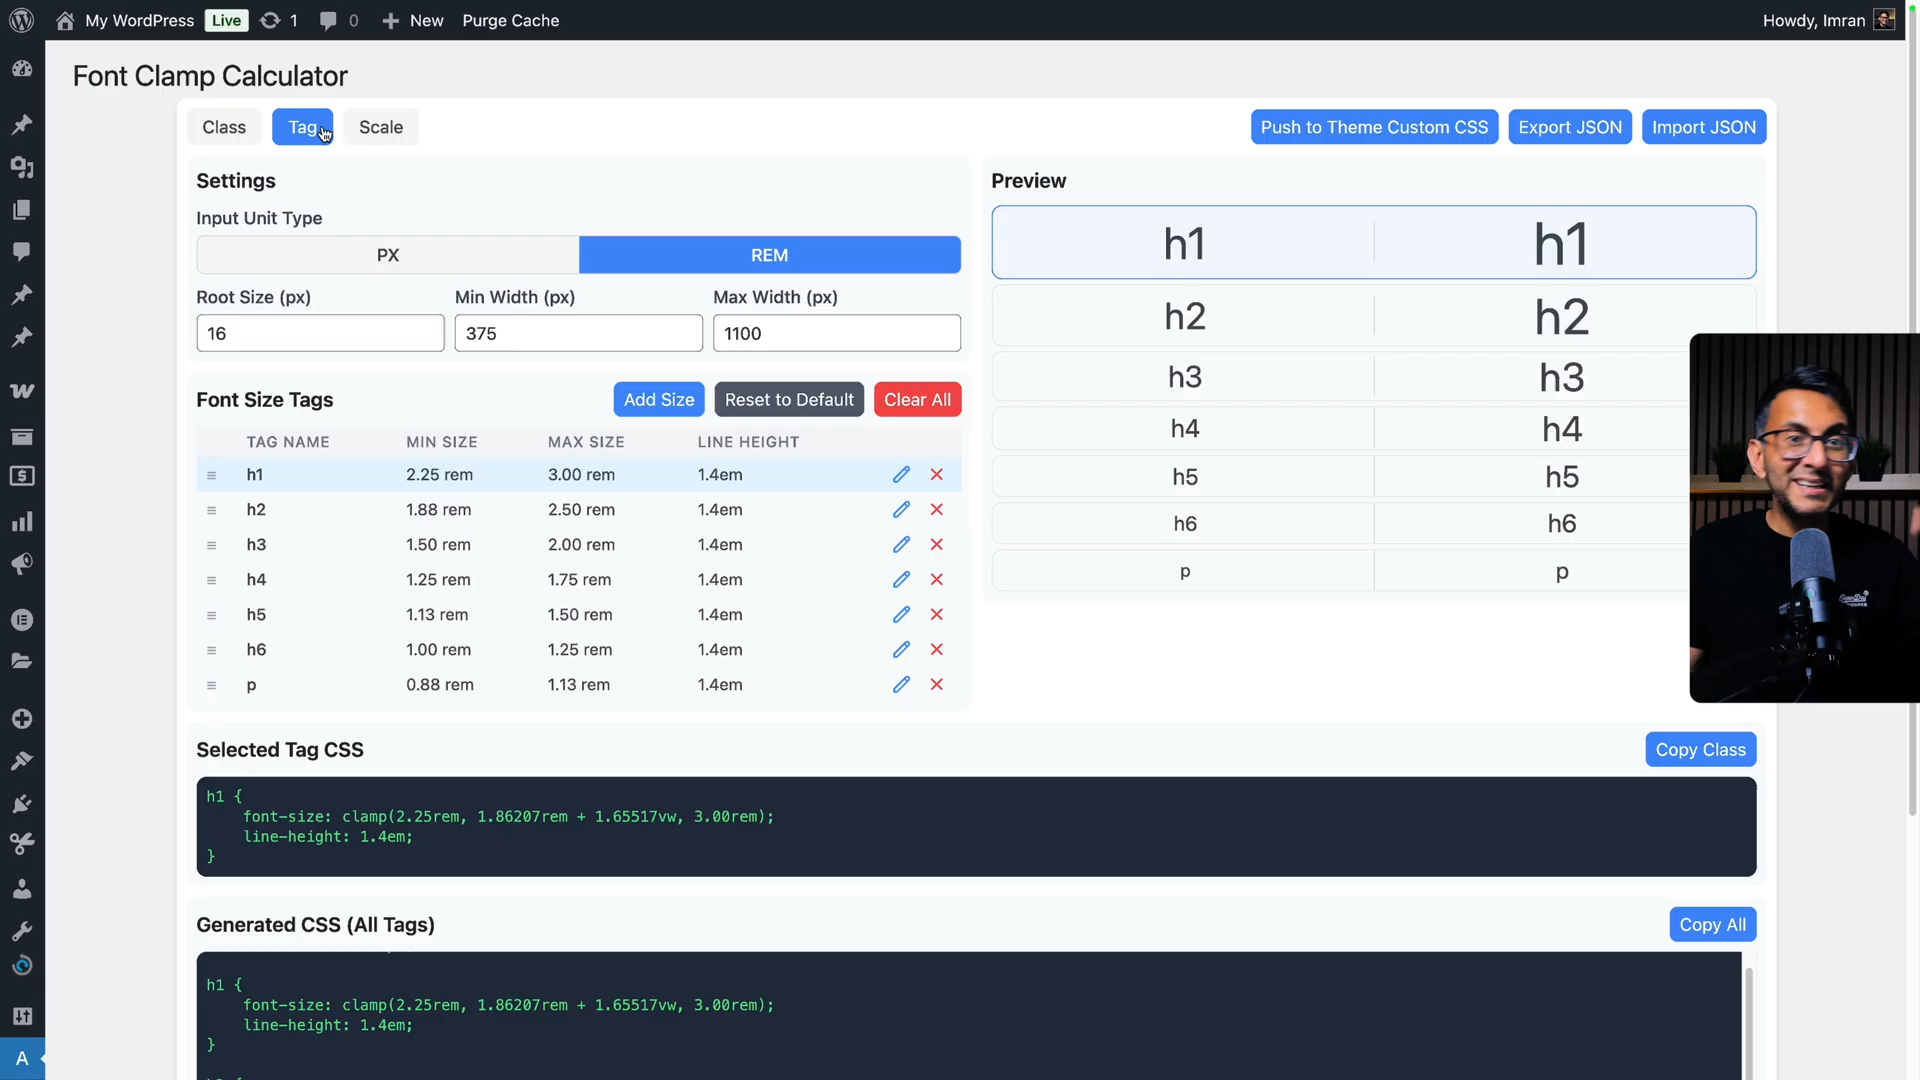 My WordPress Live 1 0 New Purge Cache Howdy, Imran
Font Clamp Calculator
Class Tag Scale Push to Theme Custom CSS Export JSON Import JSON
Settings
Input Unit Type
PX REM
Root Size (px) Min Width (px) Max Width (px)
16 375 1100
Font Size Tags Add Size Reset to Default Clear All
TAG NAME MIN SIZE MAX SIZE LINE HEIGHT
h1 2.25 rem 3.00 rem 1.4em
h2 1.88 rem 2.50 rem 1.4em
h3 1.50 rem 2.00 rem 1.4em
h4 1.25 rem 1.75 rem 1.4em
h5 1.13 rem 1.50 rem 1.4em
h6 1.00 rem 1.25 rem 1.4em
p 0.88 rem 1.13 rem 1.4em
Preview
h1 h1
h2 h2
h3 h3
h4 h4
h5 h5
h6 h6
p p
Selected Tag CSS Copy Class
h1 {
font-size: clamp(2.25rem, 1.86207rem + 1.65517vw, 3.00rem);
line-height: 1.4em;
}
Generated CSS (All Tags) Copy All
h1 {
font-size: clamp(2.25rem, 1.86207rem + 1.65517vw, 3.00rem);
line-height: 1.4em;
}
A